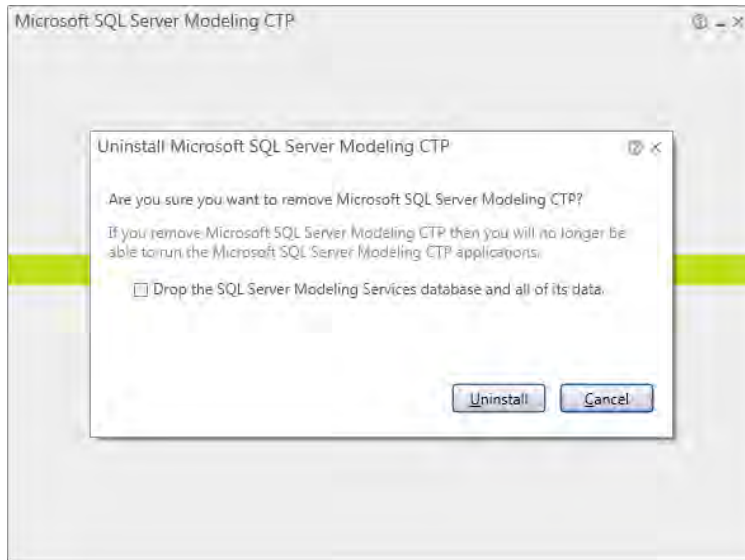 Microsoft SQL Server Modeling CTP
Uninstall Microsoft SQL Server Modeling CTP
Are you sure you want to remove Microsoft SQL Server Modeling CTP?
If you remove Microsoft SQL Server Modeling CTP then you will no longer be
able to run the Microsoft SQL Server Modeling CTP applications.
Drop the SQL Server Modeling Services database and all of its data.
Uninstall Cancel